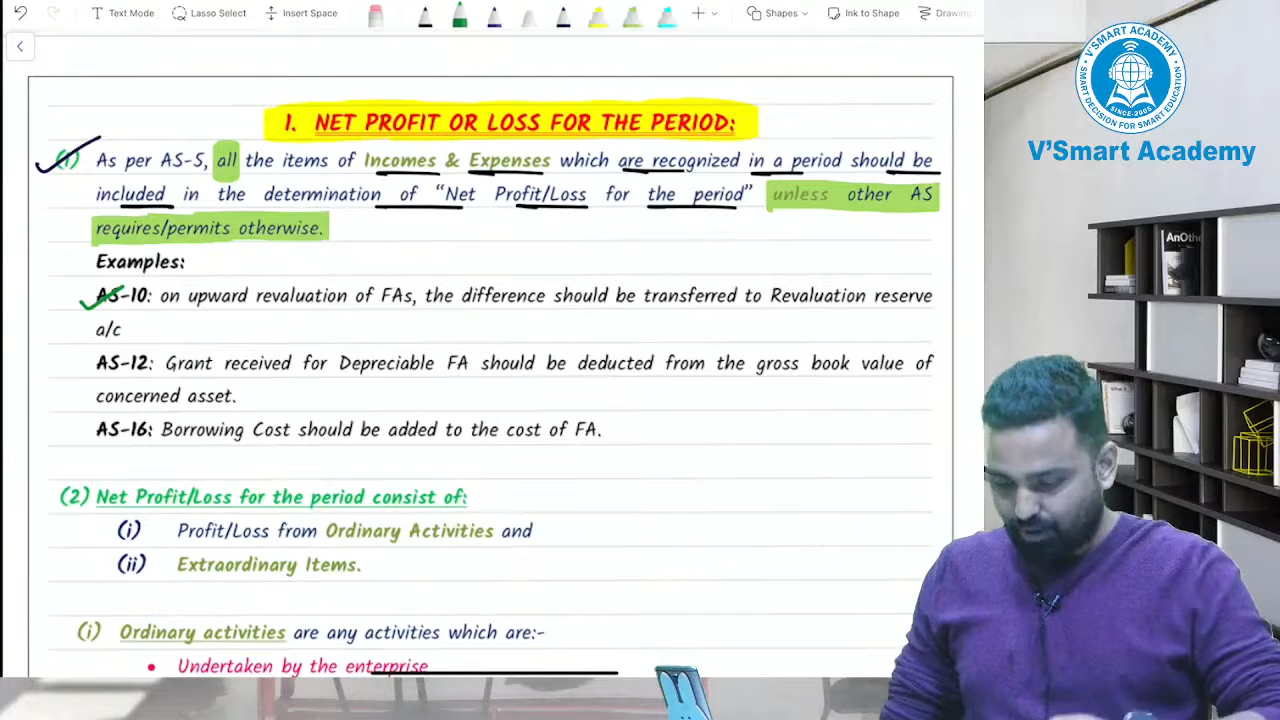 Text Mode
Lasso Select
Insert Space
Shapes
Ink to Shape
Drawing
1. NET PROFIT OR LOSS FOR THE PERIOD:
(1) As per AS-5, all the items of Incomes & Expenses which are recognized in a period should be
included in the determination of “Net Profit/Loss for the period” unless other AS
requires/permits otherwise.
Examples:
AS-10: on upward revaluation of FAs, the difference should be transferred to Revaluation reserve
a/c
AS-12: Grant received for Depreciable FA should be deducted from the gross book value of
concerned asset.
AS-16: Borrowing Cost should be added to the cost of FA.
(2) Net Profit/Loss for the period consist of:
(i) Profit/Loss from Ordinary Activities and
(ii) Extraordinary Items.
(i) Ordinary activities are any activities which are:-
• Undertaken by the enterprise
V'SMART ACADEMY
SINCE-2005
SMART DECISION FOR SMART EDUCATION
V'Smart Academy
AnOthe